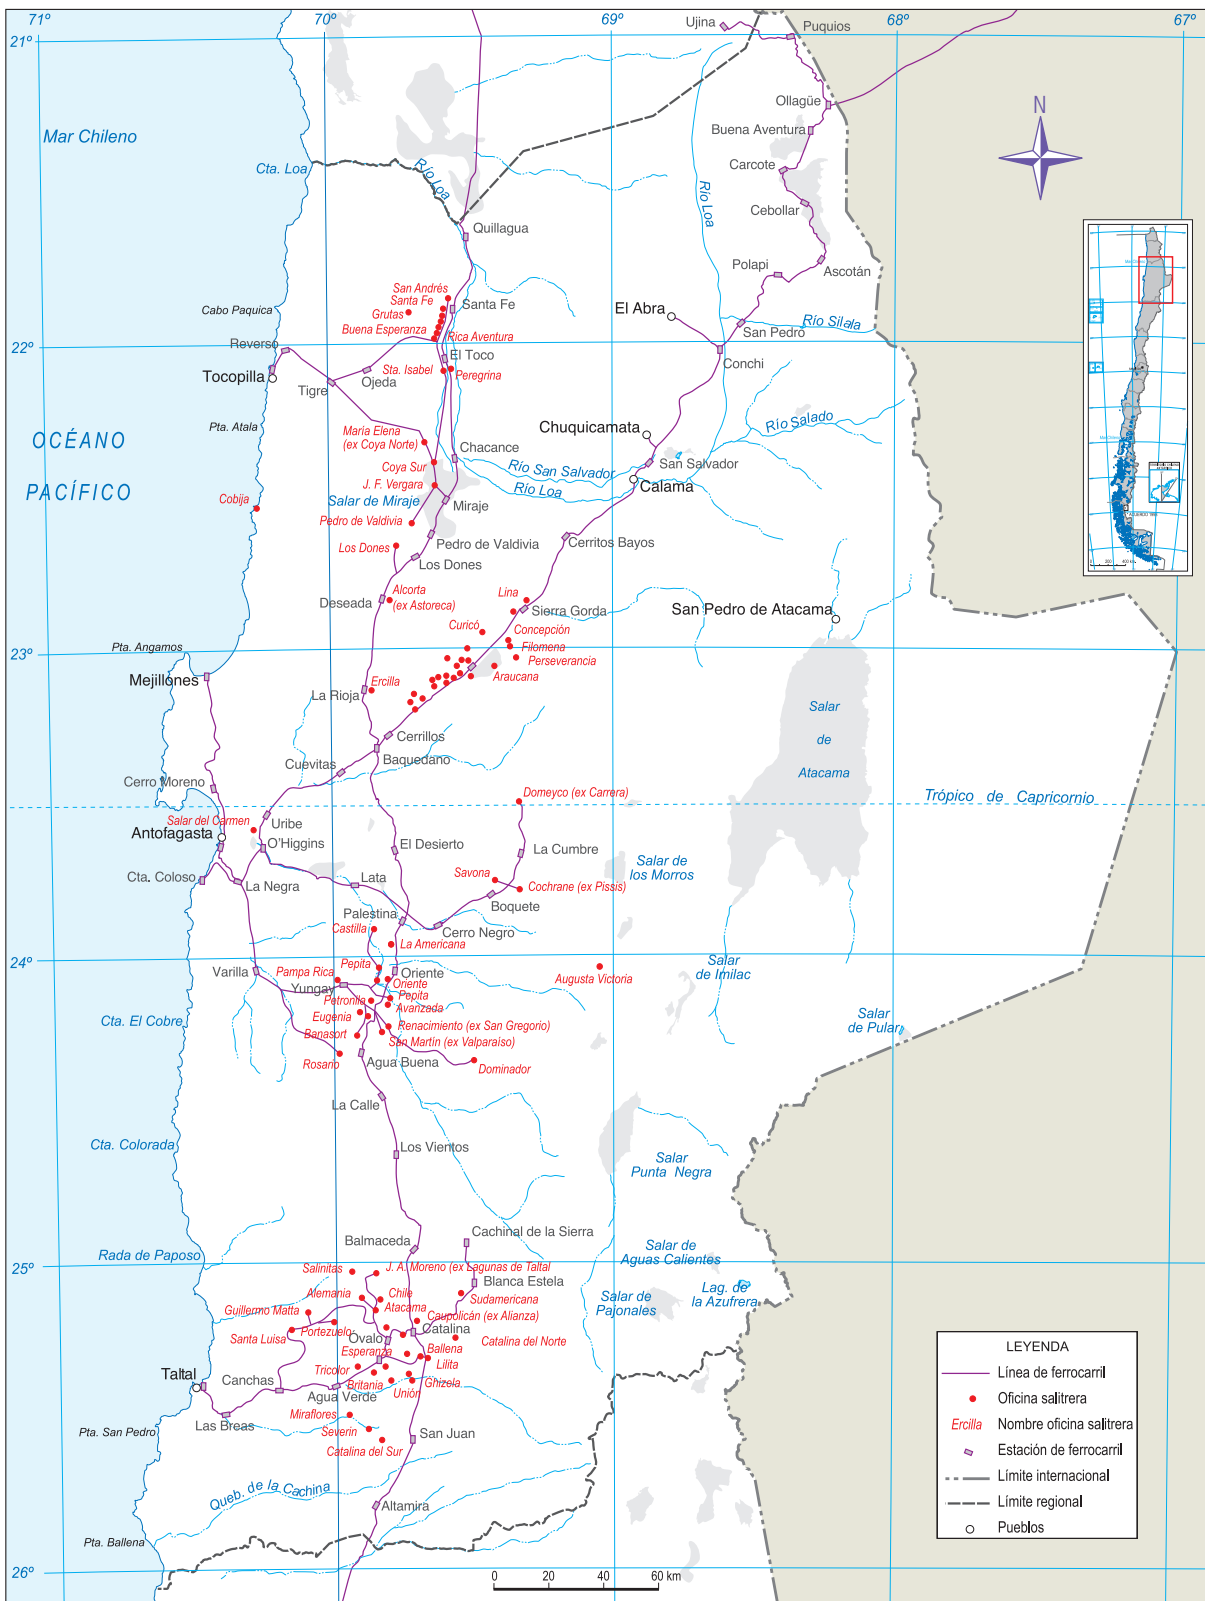 71º
70º
69º
68º
67º
21º
22º
23º
24º
25º
26º
Ujina
Puquios
Ollagüe
Mar Chileno
Buena Aventura
N
Cta. Loa
Río Loa
Carcote
Río Loa
Cebollar
Quillagua
Polapi
Ascotán
San Andrés
Santa Fe
Grutas
Santa Fe
Cabo Paquica
El Abra
Buena Esperanza
Rica Aventura
San Pedro
Río Silala
Reverso
El Toco
Conchi
Tocopilla
Tigre
Ojeda
Sta. Isabel
Peregrina
Pta. Atala
OCÉANO
PACÍFICO
María Elena
(ex Coya Norte)
Chuquicamata
Río Salado
Chacance
Coya Sur
Río San Salvador
San Salvador
J. F. Vergara
Río Loa
Calama
Cobija
Salar de Miraje
Miraje
Pedro de Valdivia
Pedro de Valdivia
Cerritos Bayos
Los Dones
Los Dones
Deseada
Alcorta
(ex Astoreca)
Lina
Sierra Gorda
San Pedro de Atacama
Curicó
Concepción
Filomena
Perseverancia
Pta. Angamos
Mejillones
La Rioja
Ercilla
Araucana
Salar
de
Atacama
Cerrillos
Baquedano
Cuevitas
Cerro Moreno
Domeyco (ex Carrera)
Trópico de Capricornio
Salar del Carmen
Uribe
Antofagasta
O'Higgins
El Desierto
La Cumbre
Salar de
los Morros
Cta. Coloso
La Negra
Lata
Savona
Cochrane (ex Pissis)
Boquete
Palestina
Castilla
Cerro Negro
La Americana
Varilla
Pampa Rica
Pepita
Oriente
Oriente
Augusta Victoria
Salar
de Imilac
Yungay
Petronila
Pepita
Avanzada
Cta. El Cobre
Eugenia
Renacimiento (ex San Gregorio)
Salar
de Pular
Banasort
San Martín (ex Valparaíso)
Rosario
Agua Buena
Dominador
La Calle
Cta. Colorada
Los Vientos
Salar
Punta Negra
Cachinal de la Sierra
Balmaceda
Rada de Paposo
Salar de
Aguas Calientes
Salinitas
J. A. Moreno (ex Lagunas de Taltal
Blanca Estela
Alemania
Chile
Sudamericana
Lag. de
la Azufrera
Salar de
Pajonales
Guillermo Matta
Atacama
Caupolicán (ex Alianza)
Portezuelo
Santa Luisa
Ovalo
Catalina
Catalina del Norte
Esperanza
Ballena
Lilita
Tricolor
Taltal
Canchas
Britania
Ghizela
Agua Verde
Unión
Las Breas
Miraflores
Severin
San Juan
Pta. San Pedro
Catalina del Sur
Queb. de la Cachina
Altamira
Pta. Ballena
0 20 40 60 km
LEYENDA
Línea de ferrocarril
Oficina salitrera
Ercilla Nombre oficina salitrera
Estación de ferrocarril
Límite internacional
Límite regional
Pueblos